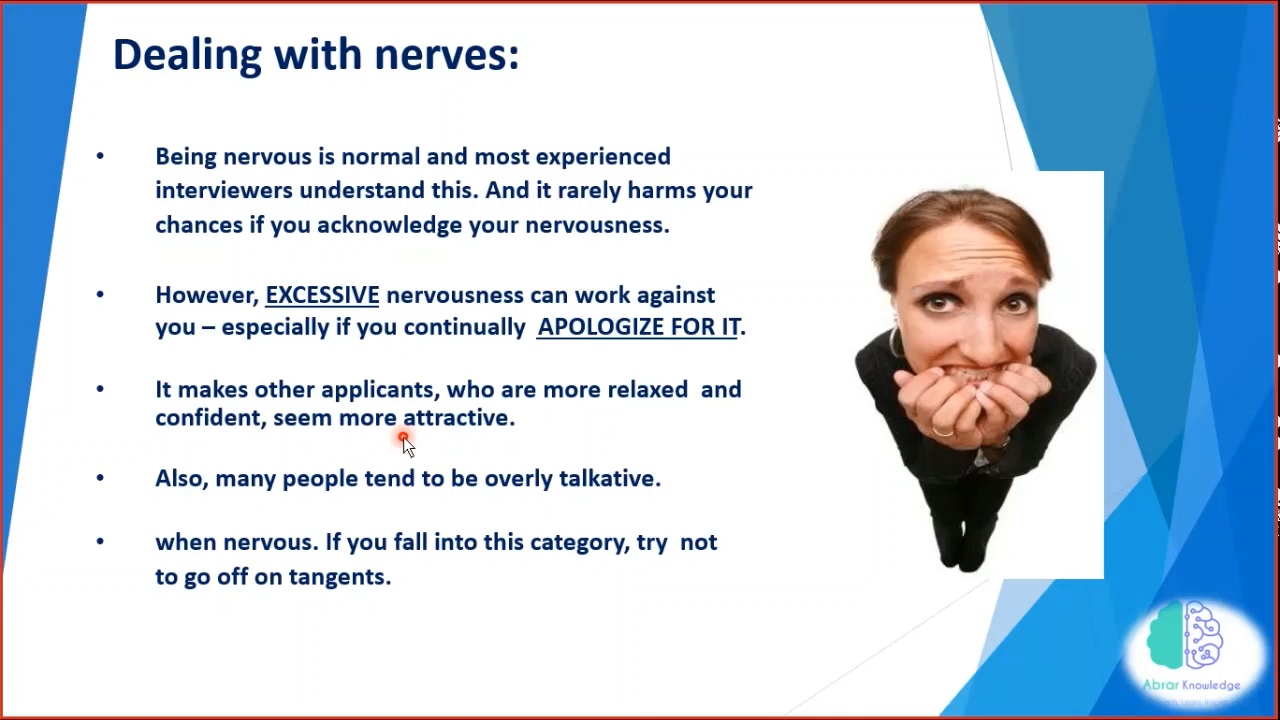 Dealing with nerves:
• Being nervous is normal and most experienced
interviewers understand this. And it rarely harms your
chances if you acknowledge your nervousness.
• However, EXCESSIVE nervousness can work against
you – especially if you continually APOLOGIZE FOR IT.
• It makes other applicants, who are more relaxed and
confident, seem more attractive.
• Also, many people tend to be overly talkative.
• when nervous. If you fall into this category, try not
to go off on tangents.
Abrar Knowledge